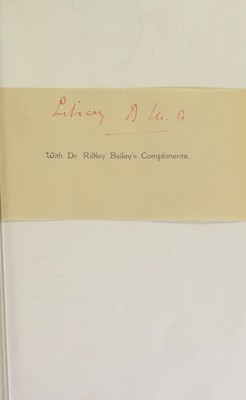 Library B. M. A.
With Dr. Ridley Bailey's Compliments.